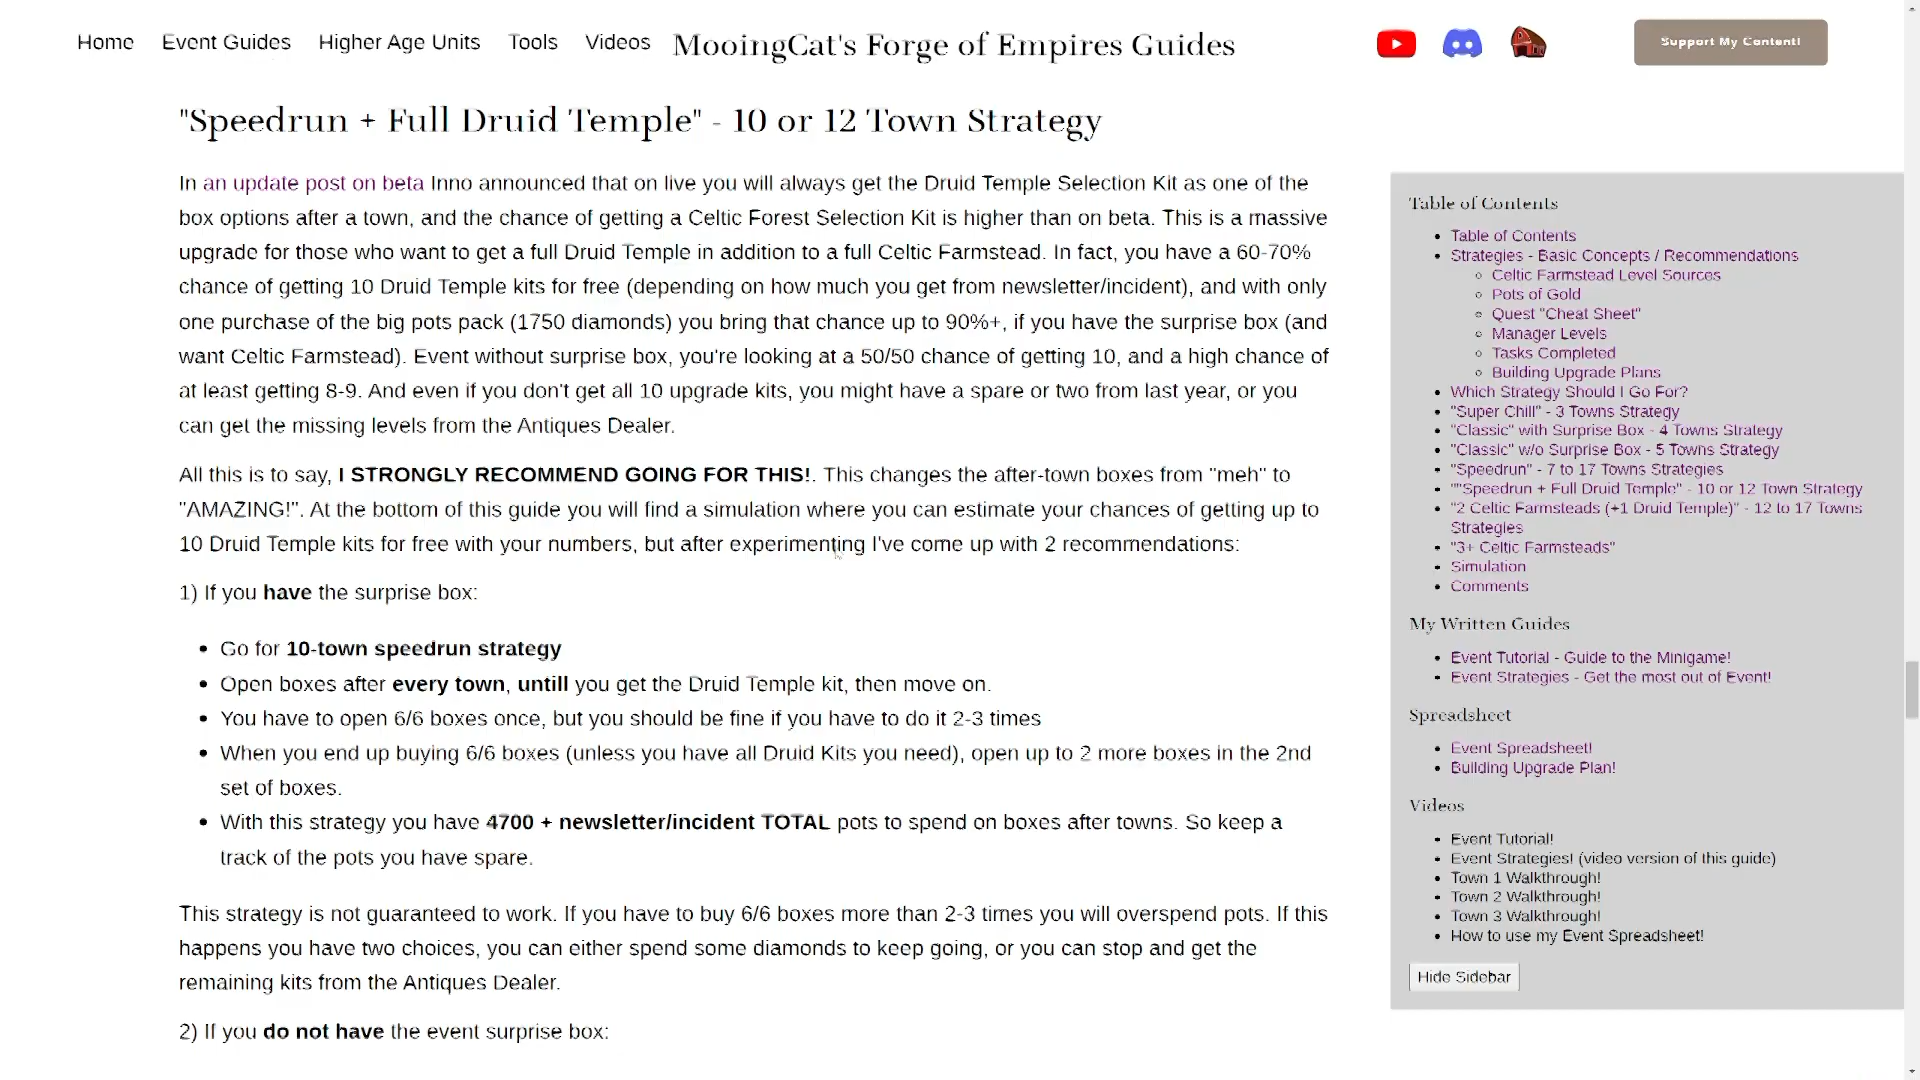 Home Event Guides Higher Age Units Tools Videos MooingCat's Forge of Empires Guides Support My Content!
"Speedrun + Full Druid Temple" - 10 or 12 Town Strategy
In an update post on beta Inno announced that on live you will always get the Druid Temple Selection Kit as one of the
box options after a town, and the chance of getting a Celtic Forest Selection Kit is higher than on beta. This is a massive
upgrade for those who want to get a full Druid Temple in addition to a full Celtic Farmstead. In fact, you have a 60-70%
chance of getting 10 Druid Temple kits for free (depending on how much you get from newsletter/incident), and with only
one purchase of the big pots pack (1750 diamonds) you bring that chance up to 90%+, if you have the surprise box (and
want Celtic Farmstead). Event without surprise box, you're looking at a 50/50 chance of getting 10, and a high chance of
at least getting 8-9. And even if you don't get all 10 upgrade kits, you might have a spare or two from last year, or you
can get the missing levels from the Antiques Dealer.
All this is to say, I STRONGLY RECOMMEND GOING FOR THIS!. This changes the after-town boxes from "meh" to
"AMAZING!". At the bottom of this guide you will find a simulation where you can estimate your chances of getting up to
10 Druid Temple kits for free with your numbers, but after experimenting I've come up with 2 recommendations:
1) If you have the surprise box:
• Go for 10-town speedrun strategy
• Open boxes after every town, untill you get the Druid Temple kit, then move on.
• You have to open 6/6 boxes once, but you should be fine if you have to do it 2-3 times
• When you end up buying 6/6 boxes (unless you have all Druid Kits you need), open up to 2 more boxes in the 2nd
set of boxes.
• With this strategy you have 4700 + newsletter/incident TOTAL pots to spend on boxes after towns. So keep a
track of the pots you have spare.
This strategy is not guaranteed to work. If you have to buy 6/6 boxes more than 2-3 times you will overspend pots. If this
happens you have two choices, you can either spend some diamonds to keep going, or you can stop and get the
remaining kits from the Antiques Dealer.
2) If you do not have the event surprise box:
Table of Contents
• Table of Contents
• Strategies - Basic Concepts / Recommendations
◦ Celtic Farmstead Level Sources
◦ Pots of Gold
◦ Quest "Cheat Sheet"
◦ Manager Levels
◦ Tasks Completed
◦ Building Upgrade Plans
• Which Strategy Should I Go For?
• "Super Chill" - 3 Towns Strategy
• "Classic" with Surprise Box - 4 Towns Strategy
• "Classic" w/o Surprise Box - 5 Towns Strategy
• "Speedrun" - 7 to 17 Towns Strategies
• ""Speedrun + Full Druid Temple" - 10 or 12 Town Strategy
• "2 Celtic Farmsteads (+1 Druid Temple)" - 12 to 17 Towns
Strategies
• "3+ Celtic Farmsteads"
• Simulation
• Comments
My Written Guides
• Event Tutorial - Guide to the Minigame!
• Event Strategies - Get the most out of Event!
Spreadsheet
• Event Spreadsheet!
• Building Upgrade Plan!
Videos
• Event Tutorial!
• Event Strategies! (video version of this guide)
• Town 1 Walkthrough!
• Town 2 Walkthrough!
• Town 3 Walkthrough!
• How to use my Event Spreadsheet!
Hide Sidebar